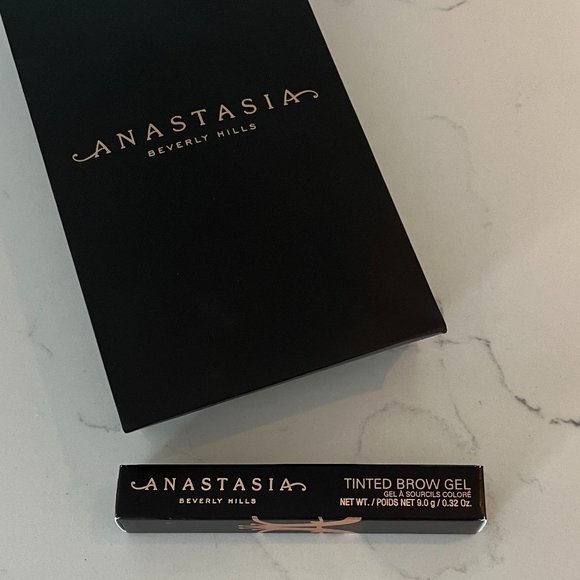 ANASTASIA
BEVERLY HILLS
ANASTASIA
BEVERLY HILLS
TINTED BROW GEL
GEL À SOURCILS COLORÉ
NET WT. / POIDS NET 9.0 g / 0.32 Oz.